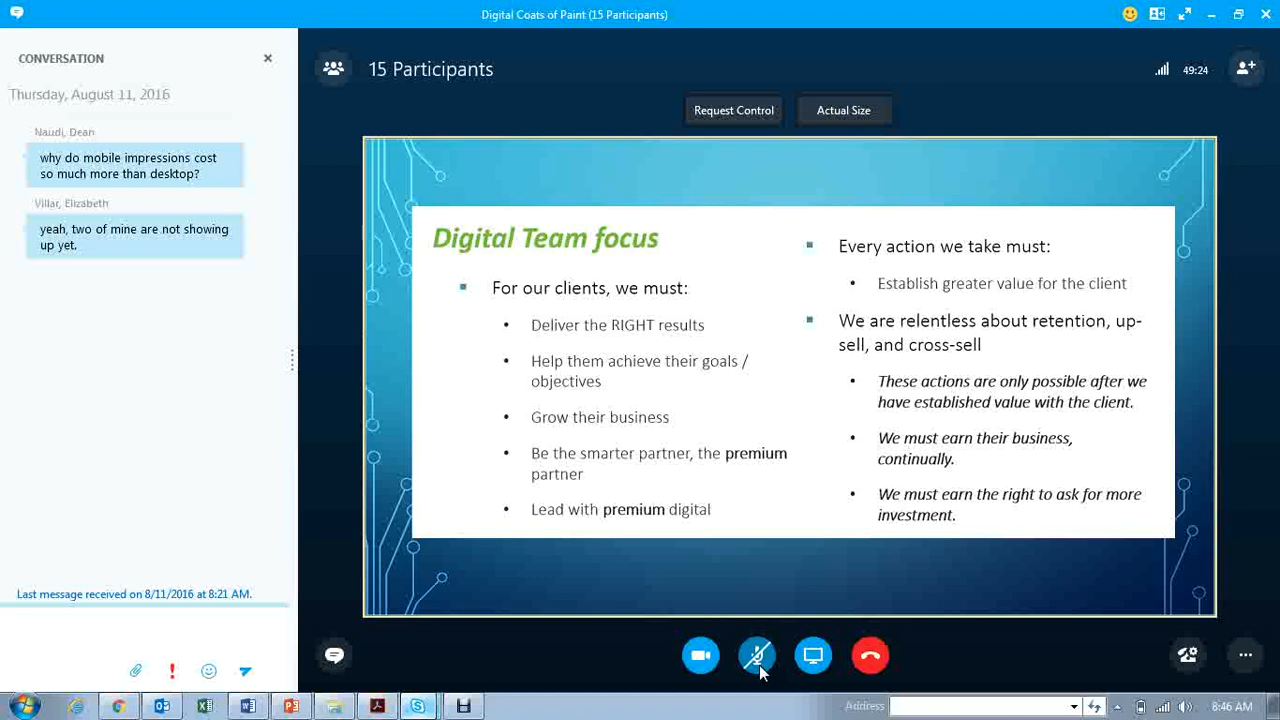 Digital Coats of Paint (15 Participants)
CONVERSATION
Thursday, August 11, 2016
Naudi, Dean
why do mobile impressions cost
so much more than desktop?
Villar, Elizabeth
yeah, two of mine are not showing
up yet.
Last message received on 8/11/2016 at 8:21 AM.
15 Participants
49:24
Request Control
Actual Size
Digital Team focus
For our clients, we must:
Deliver the RIGHT results
Help them achieve their goals /
objectives
Grow their business
Be the smarter partner, the premium
partner
Lead with premium digital
Every action we take must:
Establish greater value for the client
We are relentless about retention, up-
sell, and cross-sell
These actions are only possible after we
have established value with the client.
We must earn their business,
continually.
We must earn the right to ask for more
investment.
Address
8:46 AM